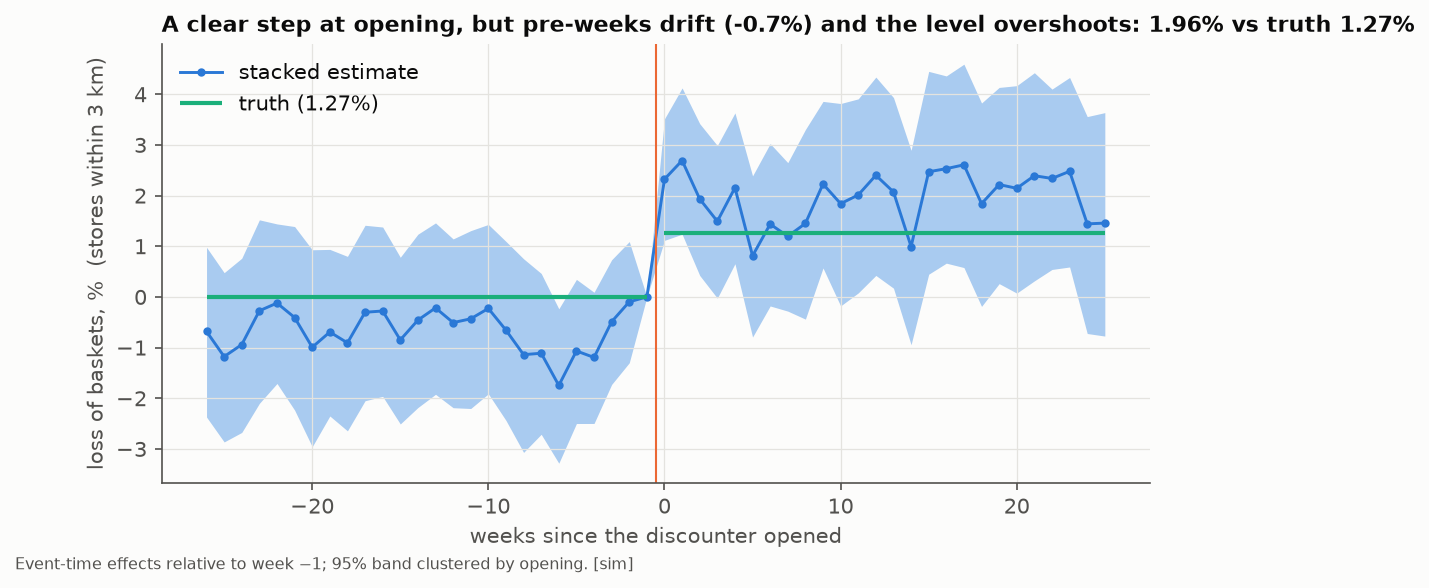 A clear step at opening, but pre-weeks drift (-0.7%) and the level overshoots: 1.96% vs truth 1.27%
stacked estimate
truth (1.27%)
loss of baskets, % (stores within 3 km)
4
3
2
1
0
−1
−2
−3
−20
−10
0
10
20
weeks since the discounter opened
Event-time effects relative to week −1; 95% band clustered by opening. [sim]